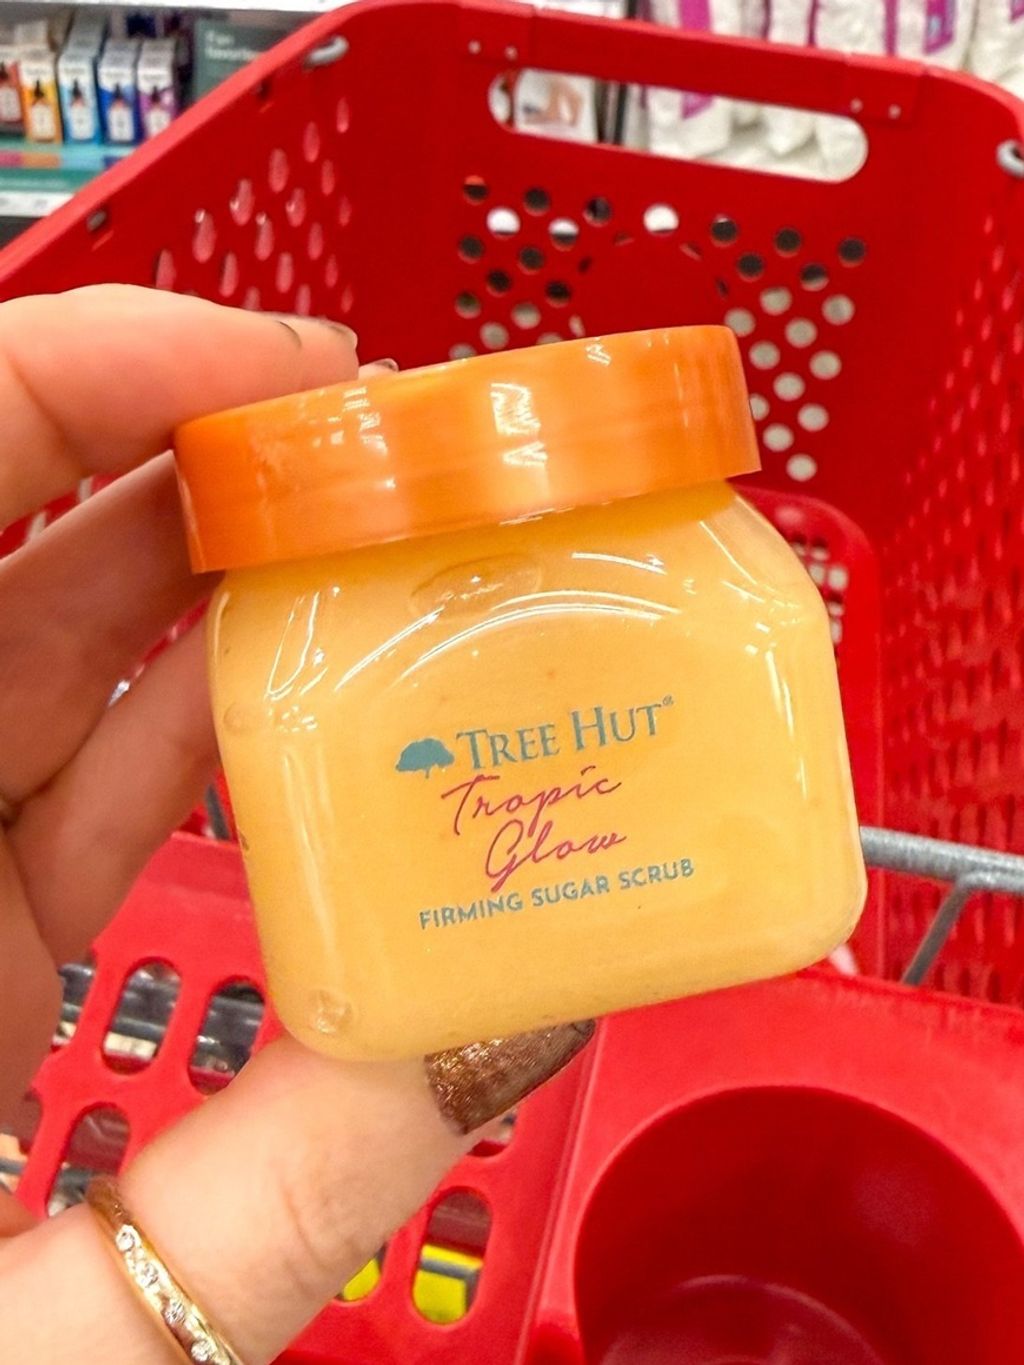 TREE HUT®
Tropic
Glow
FIRMING SUGAR SCRUB